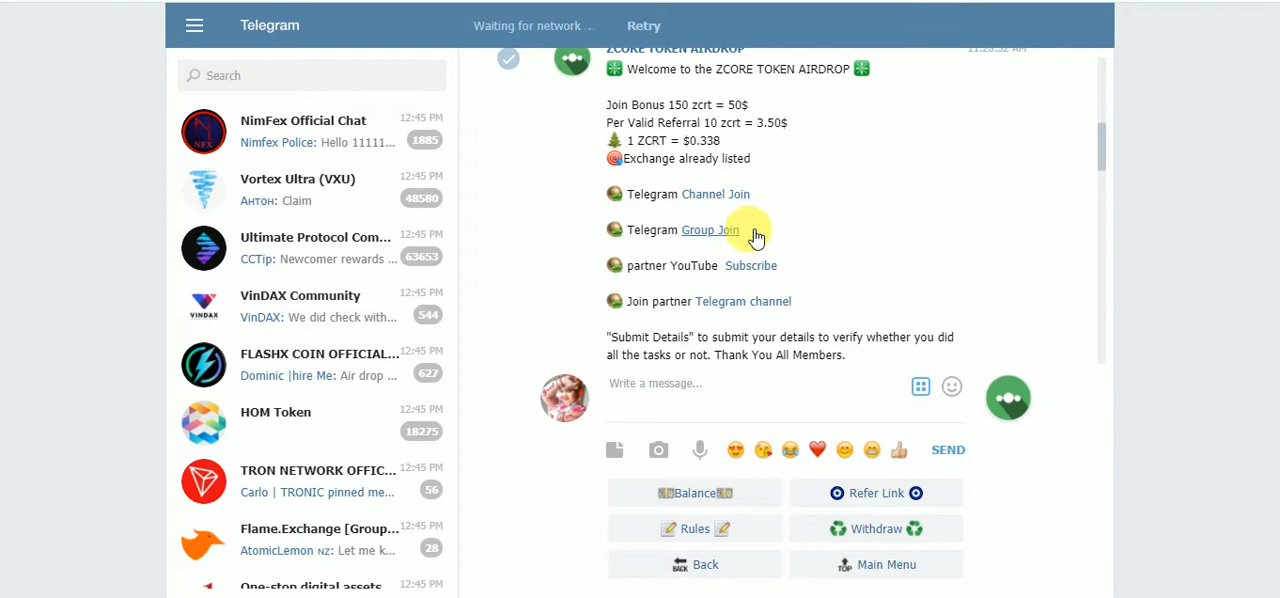 Telegram
Waiting for network ...
Retry
Search
NimFex Official Chat
12:45 PM
Nimfex Police: Hello 11111...
1885
Vortex Ultra (VXU)
12:45 PM
Антон: Claim
48580
Ultimate Protocol Com...
12:45 PM
CCTip: Newcomer rewards ...
63653
VinDAX Community
12:45 PM
VINDAX
VinDAX: We did check with...
544
FLASHX COIN OFFICIAL...
12:45 PM
Dominic |hire Me: Air drop ...
627
HOM Token
12:45 PM
18275
TRON NETWORK OFFIC...
12:45 PM
Carlo | TRONIC pinned me...
56
Flame.Exchange [Group...
12:45 PM
AtomicLemon NZ: Let me k...
28
One-stop digital assets
12:45 PM
ZCORE TOKEN AIRDROP
11:28:52 AM
Welcome to the ZCORE TOKEN AIRDROP
Join Bonus 150 zcrt = 50$
Per Valid Referral 10 zcrt = 3.50$
1 ZCRT = $0.338
Exchange already listed
Telegram Channel Join
Telegram Group Join
partner YouTube Subscribe
Join partner Telegram channel
"Submit Details" to submit your details to verify whether you did
all the tasks or not. Thank You All Members.
Write a message...
SEND
Balance
Refer Link
Rules
Withdraw
BACK Back
TOP Main Menu